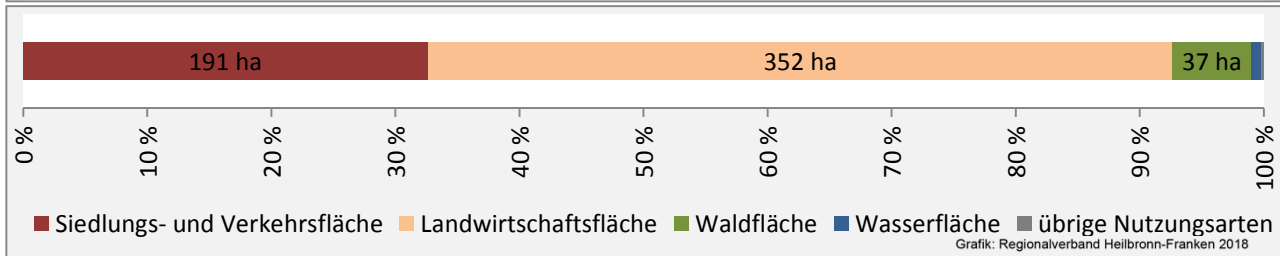 191 ha 352 ha 37 ha
0 % 10 % 20 % 30 % 40 % 50 % 60 % 70 % 80 % 90 % 100 %
Siedlungs- und Verkehrsfläche Landwirtschaftsfläche Waldfläche Wasserfläche übrige Nutzungsarten
Grafik: Regionalverband Heilbronn-Franken 2018